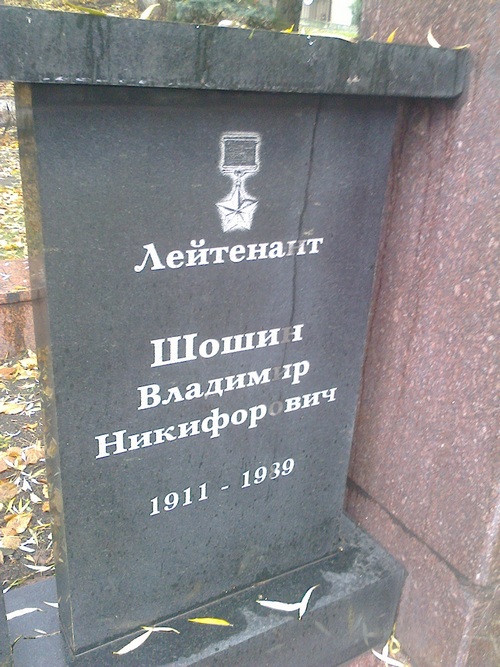 Лейтенант
Шошин
Владимир
Никифорович
1911 - 1939